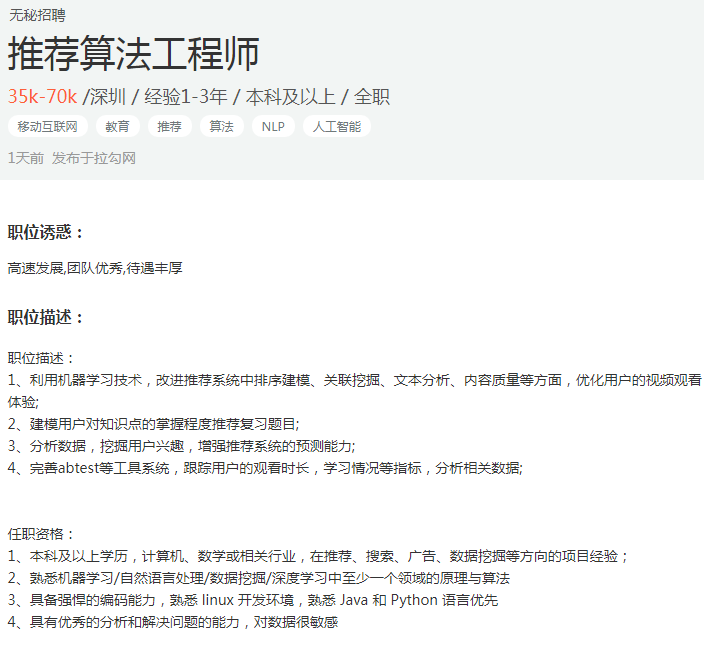 无秘招聘
推荐算法工程师
35k-70k /深圳 / 经验1-3年 / 本科及以上 / 全职
移动互联网 教育 推荐 算法 NLP 人工智能
1天前 发布于拉勾网
职位诱惑：
高速发展,团队优秀,待遇丰厚
职位描述：
职位描述：
1、利用机器学习技术，改进推荐系统中排序建模、关联挖掘、文本分析、内容质量等方面，优化用户的视频观看
体验;
2、建模用户对知识点的掌握程度推荐复习题目;
3、分析数据，挖掘用户兴趣，增强推荐系统的预测能力;
4、完善abtest等工具系统，跟踪用户的观看时长，学习情况等指标，分析相关数据;
任职资格：
1、本科及以上学历，计算机、数学或相关行业，在推荐、搜索、广告、数据挖掘等方向的项目经验；
2、熟悉机器学习/自然语言处理/数据挖掘/深度学习中至少一个领域的原理与算法
3、具备强悍的编码能力，熟悉 linux 开发环境，熟悉 Java 和 Python 语言优先
4、具有优秀的分析和解决问题的能力，对数据很敏感